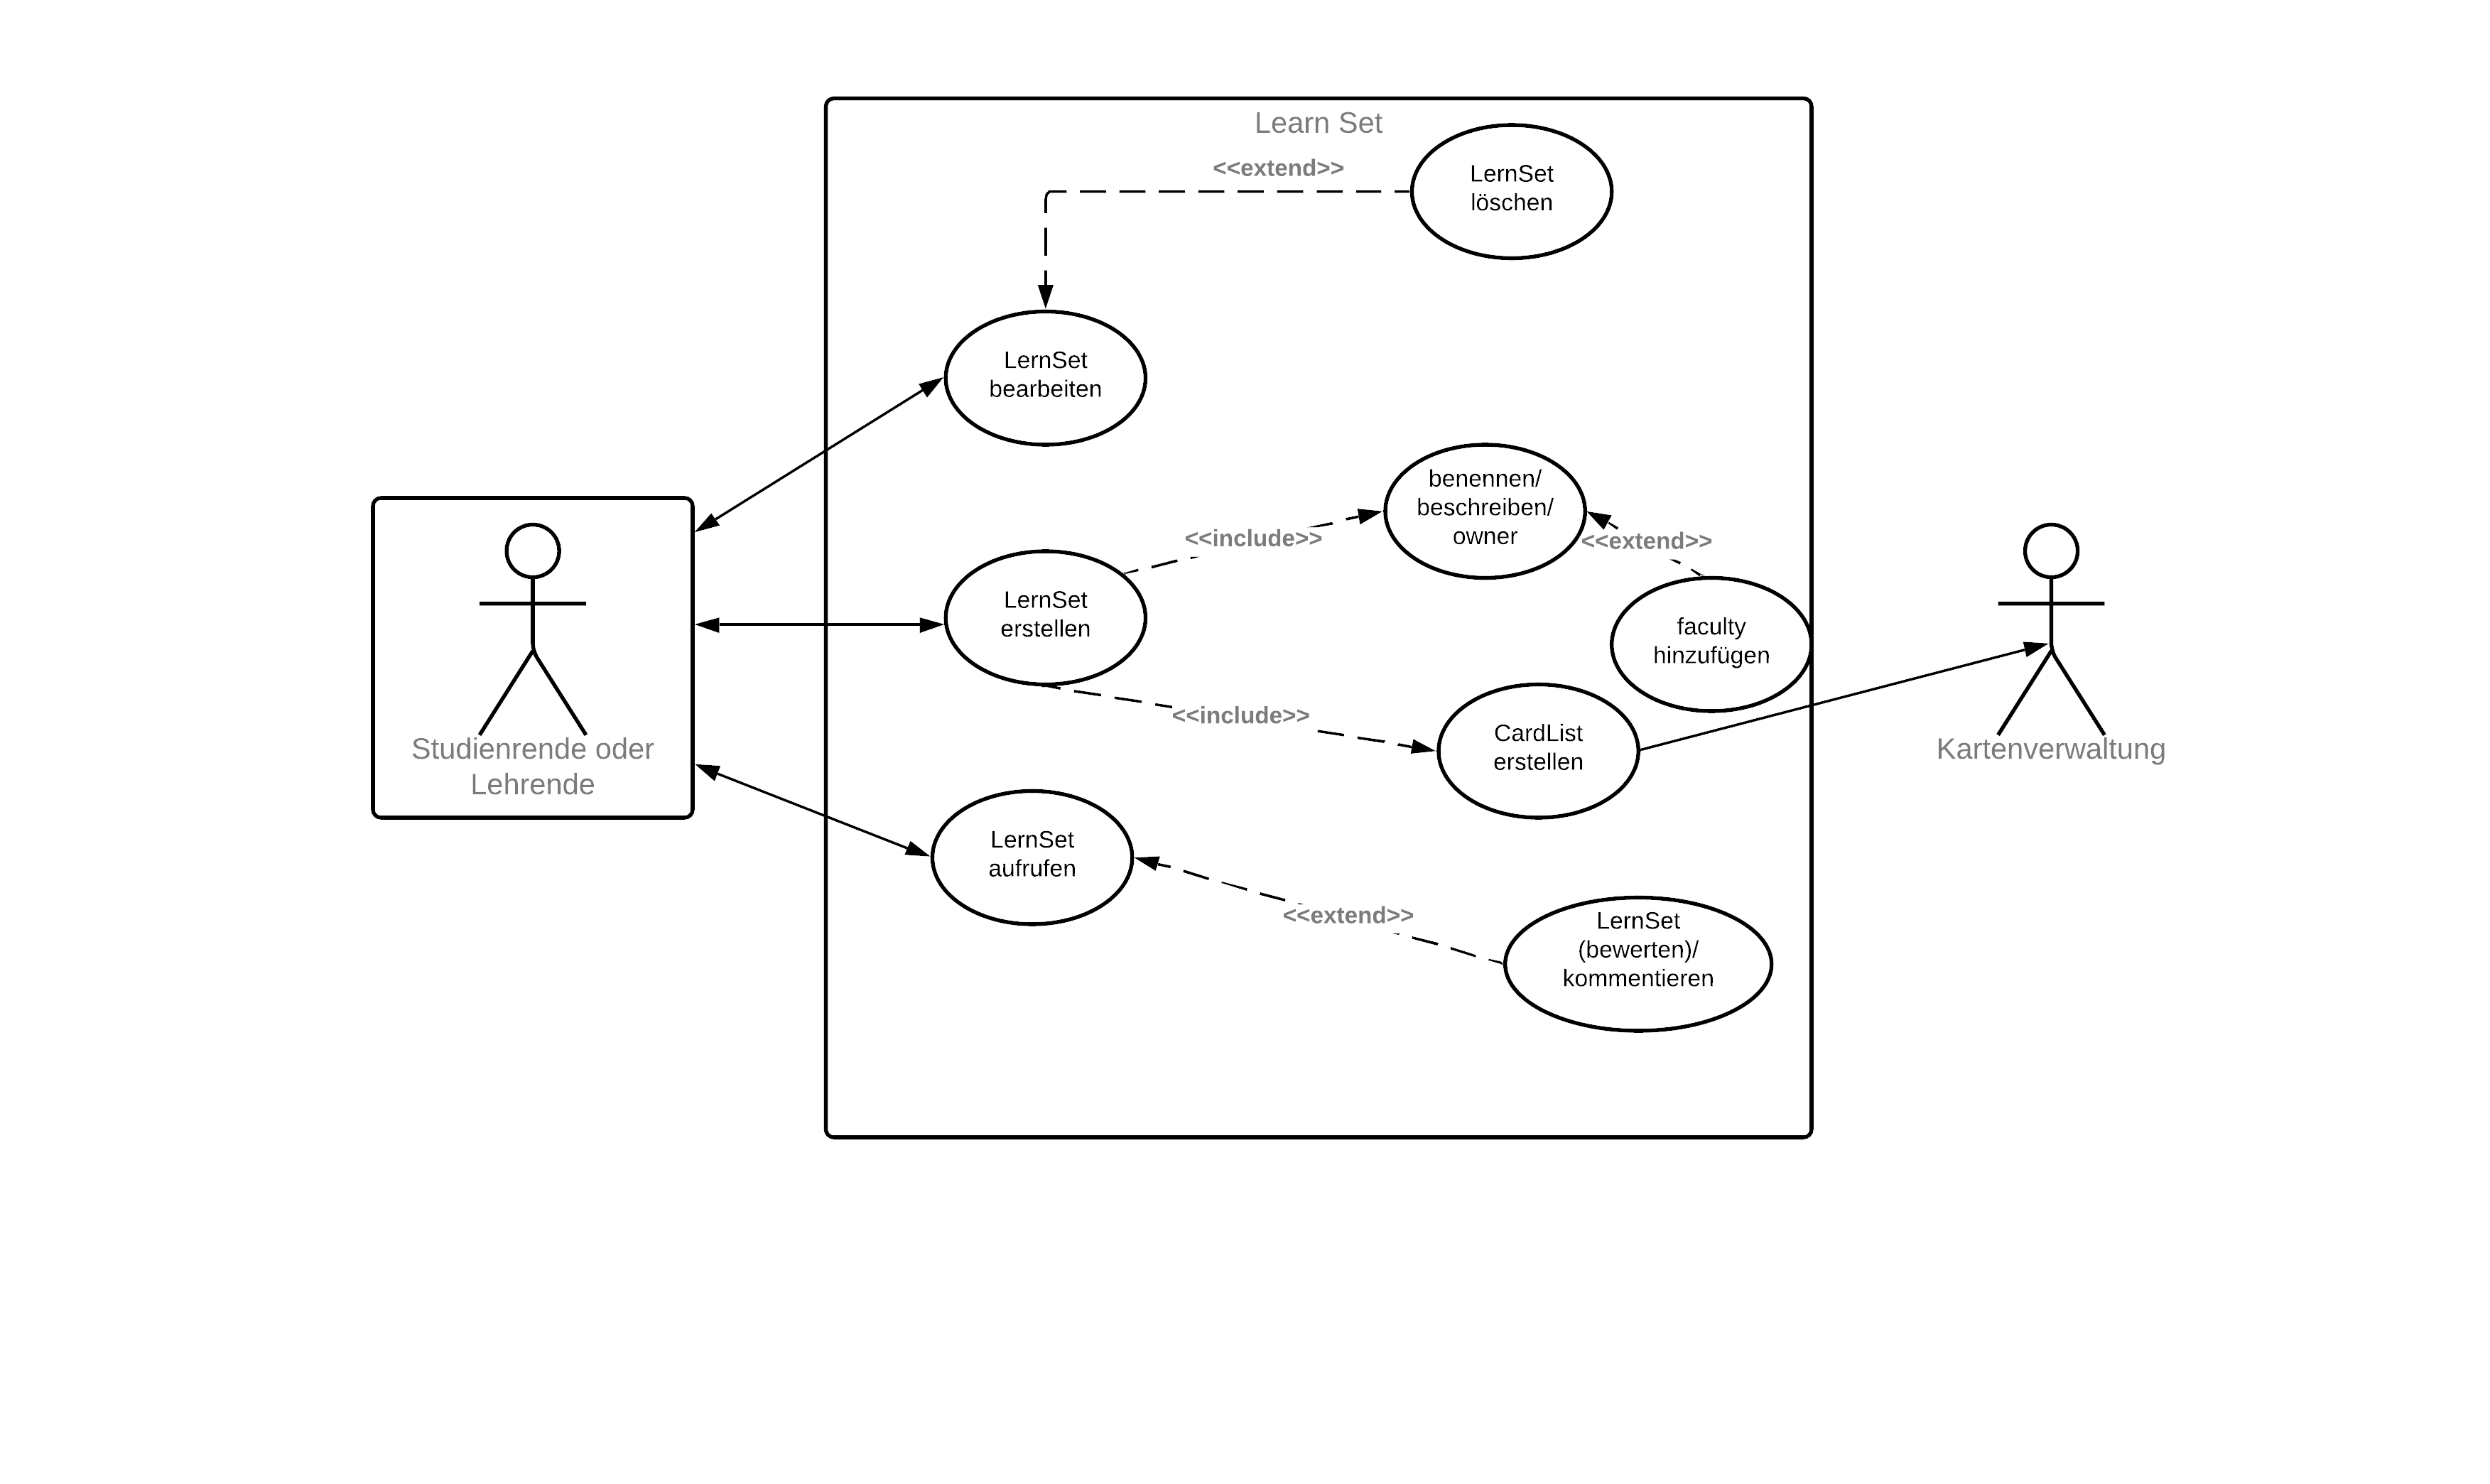 Learn Set
<<extend>>
LernSet
löschen
LernSet
bearbeiten
benennen/
beschreiben/
owner
<<include>>
<<extend>>
LernSet
erstellen
faculty
hinzufügen
<<include>>
CardList
erstellen
Studienrende oder
Lehrende
Kartenverwaltung
LernSet
aufrufen
<<extend>>
LernSet
(bewerten)/
kommentieren